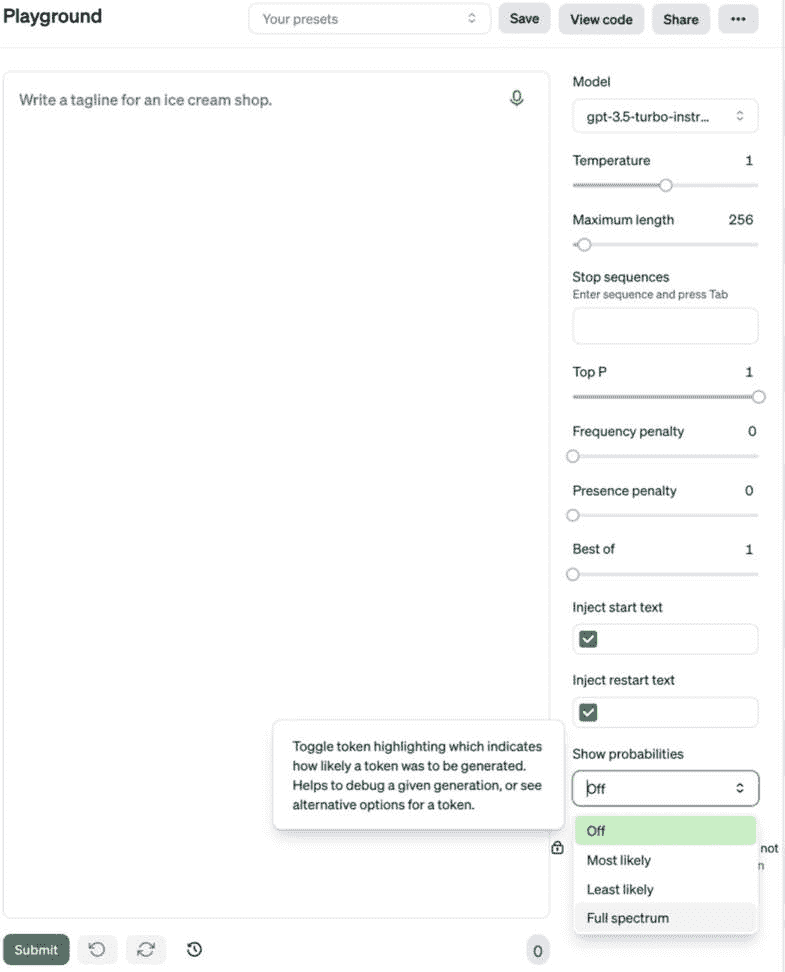 Playground
Your presets
Save
View code
Share
•••
Write a tagline for an ice cream shop.
Model
gpt-3.5-turbo-instr...
Temperature 1
Maximum length 256
Stop sequences
Enter sequence and press Tab
Top P 1
Frequency penalty 0
Presence penalty 0
Best of 1
Inject start text
Inject restart text
Show probabilities
Off
Toggle token highlighting which indicates
how likely a token was to be generated.
Helps to debug a given generation, or see
alternative options for a token.
Off
Most likely
not
Least likely
Full spectrum
Submit
0